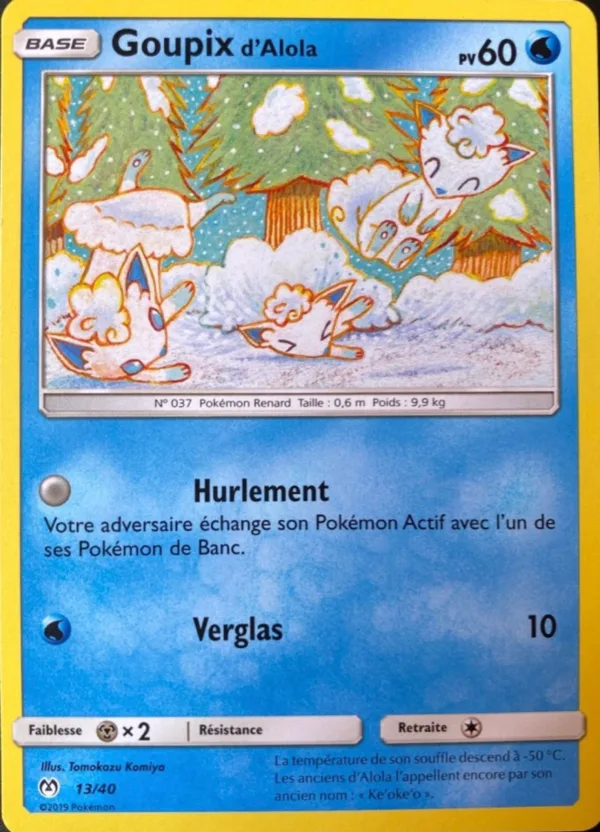 BASE Goupix d'Alola PV60
N° 037 Pokémon Renard Taille : 0,6 m Poids : 9,9 kg
Hurlement
Votre adversaire échange son Pokémon Actif avec l'un de
ses Pokémon de Banc.
Verglas 10
Faiblesse ×2 Résistance Retraite
Illus. Tomokazu Komiya
13/40
©2019 Pokémon
La température de son souffle descend à -50 °C.
Les anciens d'Alola l'appellent encore par son
ancien nom : « Ke'oke'o ».